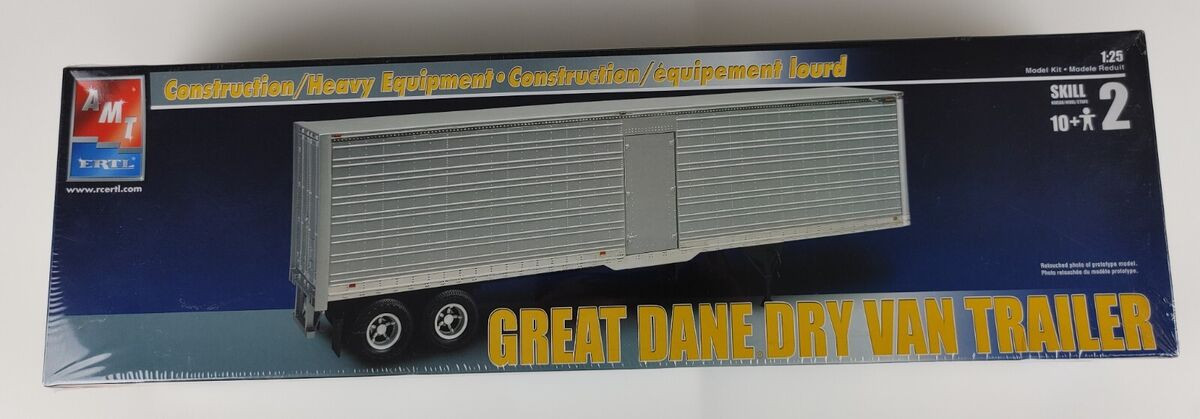 AMT
ERTL
www.rcertl.com
Construction/Heavy Equipment • Construction/équipement lourd
1:25
Model Kit • Modele Reduit
SKILL
2
10+
Retouched photo of prototype model.
Photo retouchée du modèle prototype.
GREAT DANE DRY VAN TRAILER